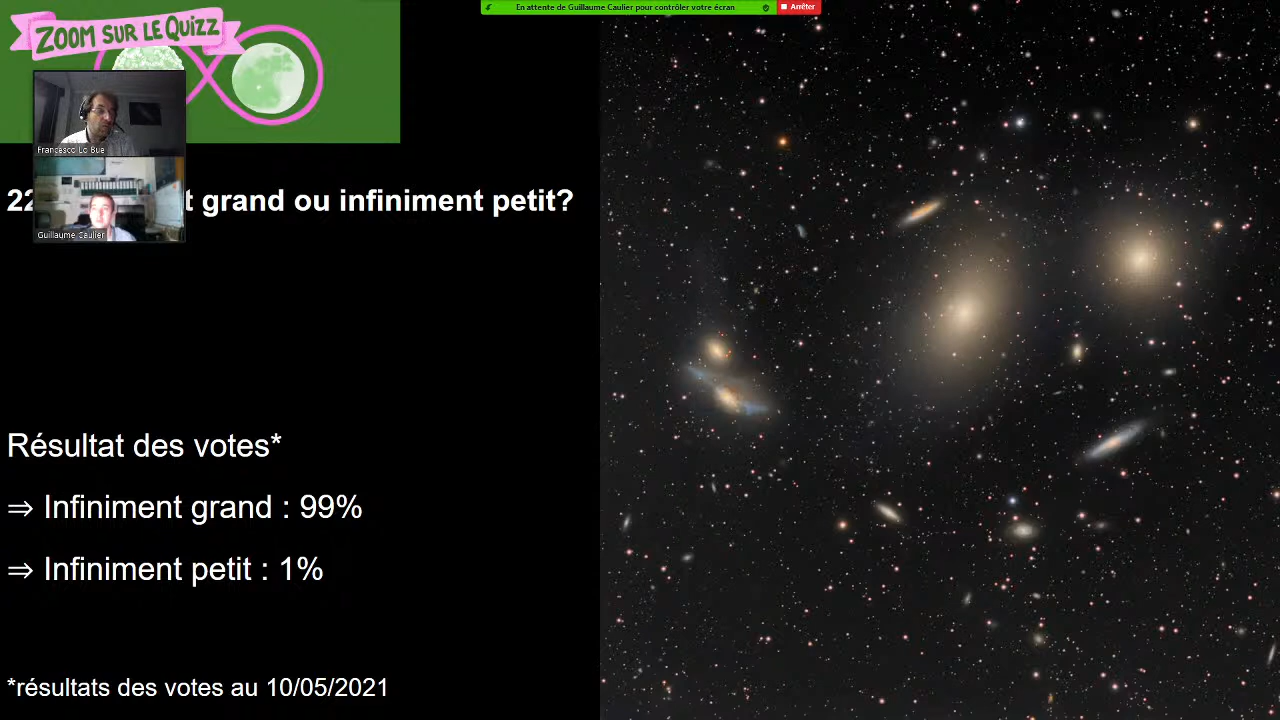 En attente de Guillaume Caulier pour contrôler votre écran
Arrêter
ZOOM SUR LE QUIZZ
Francesco Lo Bue
Guillaume Caulier
22 t grand ou infiniment petit?
Résultat des votes*
⇒ Infiniment grand : 99%
⇒ Infiniment petit : 1%
*résultats des votes au 10/05/2021